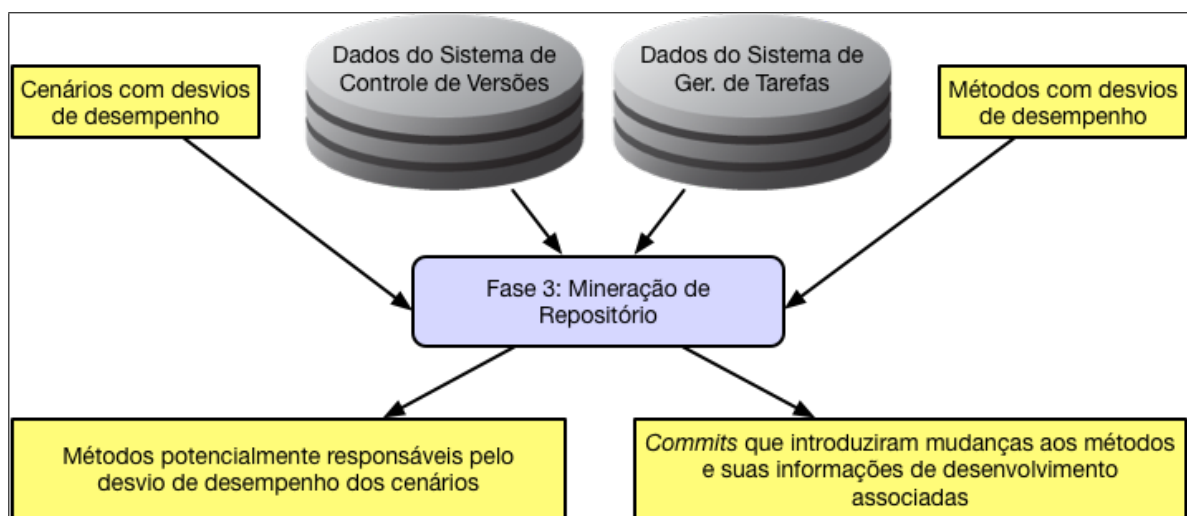 Dados do Sistema de
Controle de Versões
Dados do Sistema de
Ger. de Tarefas
Cenários com desvios
de desempenho
Métodos com desvios
de desempenho
Fase 3: Mineração de
Repositório
Métodos potencialmente responsáveis pelo
desvio de desempenho dos cenários
Commits que introduziram mudanças aos métodos
e suas informações de desenvolvimento
associadas